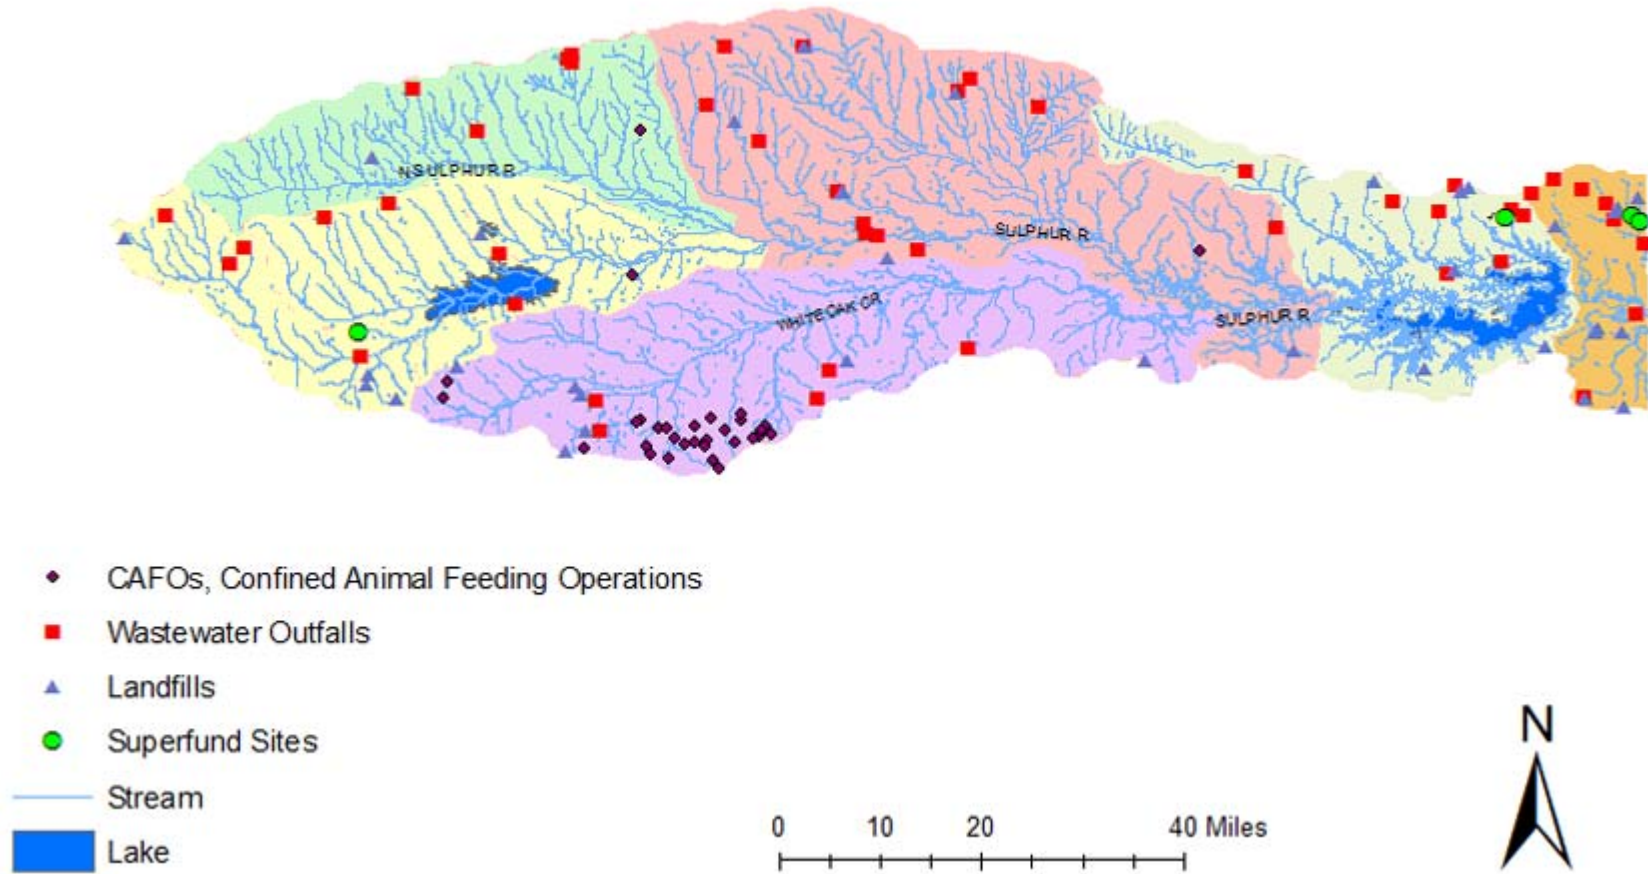 N SULPHUR R
SULPHUR R
WHITE OAK CR
SULPHUR R
CAFOs, Confined Animal Feeding Operations
Wastewater Outfalls
Landfills
Superfund Sites
Stream
Lake
0 10 20 40 Miles
N